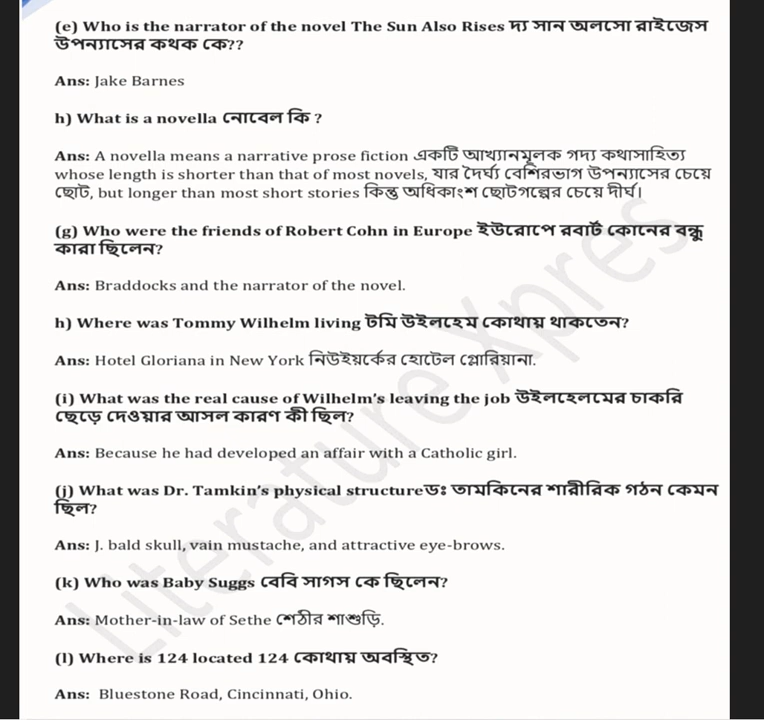 (e) Who is the narrator of the novel The Sun Also Rises দ্য সান অলসো রাইজেস
উপন্যাসের কথক কে??
Ans: Jake Barnes
h) What is a novella নোবেল কি ?
Ans: A novella means a narrative prose fiction একটি আখ্যানমূলক গদ্য কথাসাহিত্য
whose length is shorter than that of most novels, যার দৈর্ঘ্য বেশিরভাগ উপন্যাসের চেয়ে
ছোট, but longer than most short stories কিন্তু অধিকাংশ ছোটগল্পের চেয়ে দীর্ঘ।
(g) Who were the friends of Robert Cohn in Europe ইউরোপে রবার্ট কোনের বন্ধু
কারা ছিলেন?
Ans: Braddocks and the narrator of the novel.
h) Where was Tommy Wilhelm living টমি উইলহেম কোথায় থাকতেন?
Ans: Hotel Gloriana in New York নিউইয়র্কের হোটেল গ্লোরিয়ানা.
(i) What was the real cause of Wilhelm's leaving the job উইলহেলমের চাকরি
ছেড়ে দেওয়ার আসল কারণ কী ছিল?
Ans: Because he had developed an affair with a Catholic girl.
(j) What was Dr. Tamkin's physical structureডঃ তামকিনের শারীরিক গঠন কেমন
ছিল?
Ans: J. bald skull, vain mustache, and attractive eye-brows.
(k) Who was Baby Suggs বেবি সাগস কে ছিলেন?
Ans: Mother-in-law of Sethe শেঠীর শাশুড়ি.
(l) Where is 124 located 124 কোথায় অবস্থিত?
Ans: Bluestone Road, Cincinnati, Ohio.
Literature Xpres